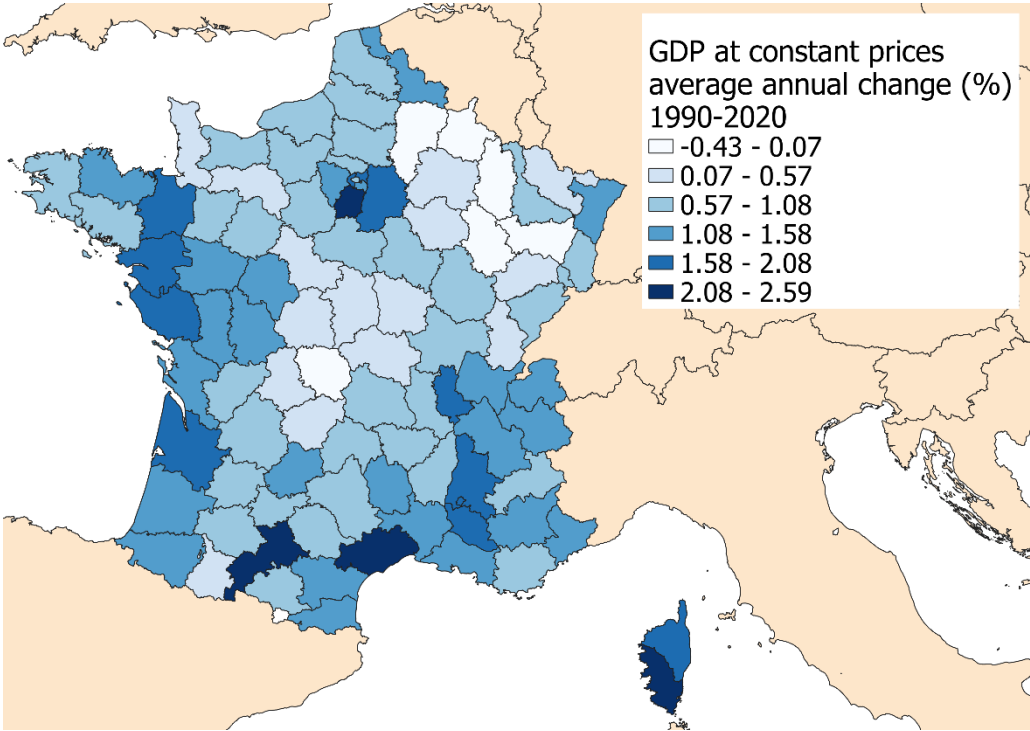 GDP at constant prices
average annual change (%)
1990-2020
-0.43 - 0.07
0.07 - 0.57
0.57 - 1.08
1.08 - 1.58
1.58 - 2.08
2.08 - 2.59